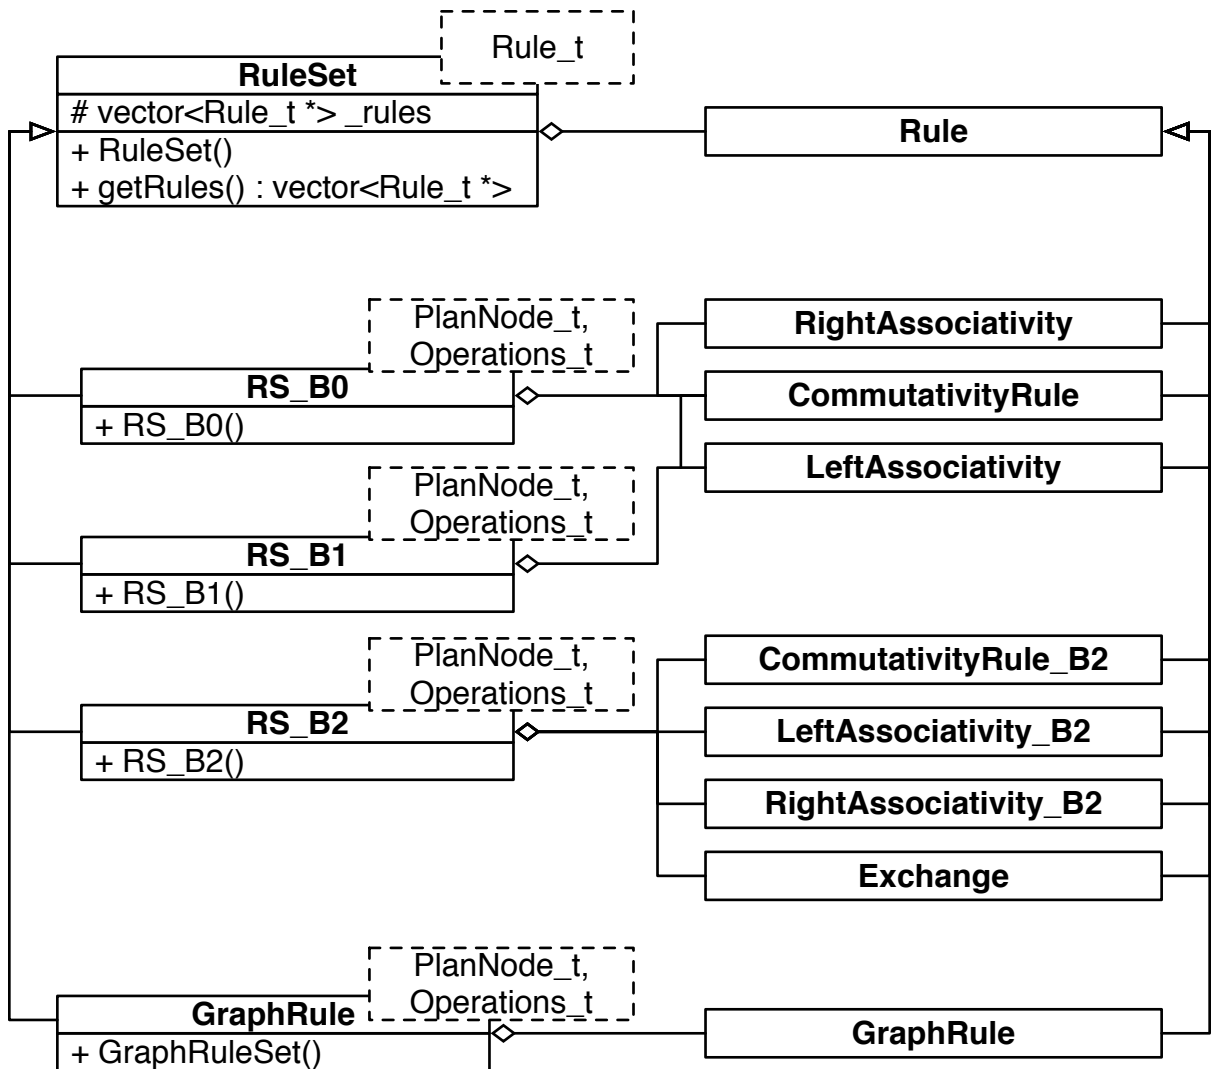 Rule_t
RuleSet
# vector<Rule_t *> _rules
+ RuleSet()
+ getRules() : vector<Rule_t *>
Rule
PlanNode_t,
Operations_t
RS_B0
+ RS_B0()
RightAssociativity
CommutativityRule
LeftAssociativity
PlanNode_t,
Operations_t
RS_B1
+ RS_B1()
PlanNode_t,
Operations_t
RS_B2
+ RS_B2()
CommutativityRule_B2
LeftAssociativity_B2
RightAssociativity_B2
Exchange
PlanNode_t,
Operations_t
GraphRule
+ GraphRuleSet()
GraphRule